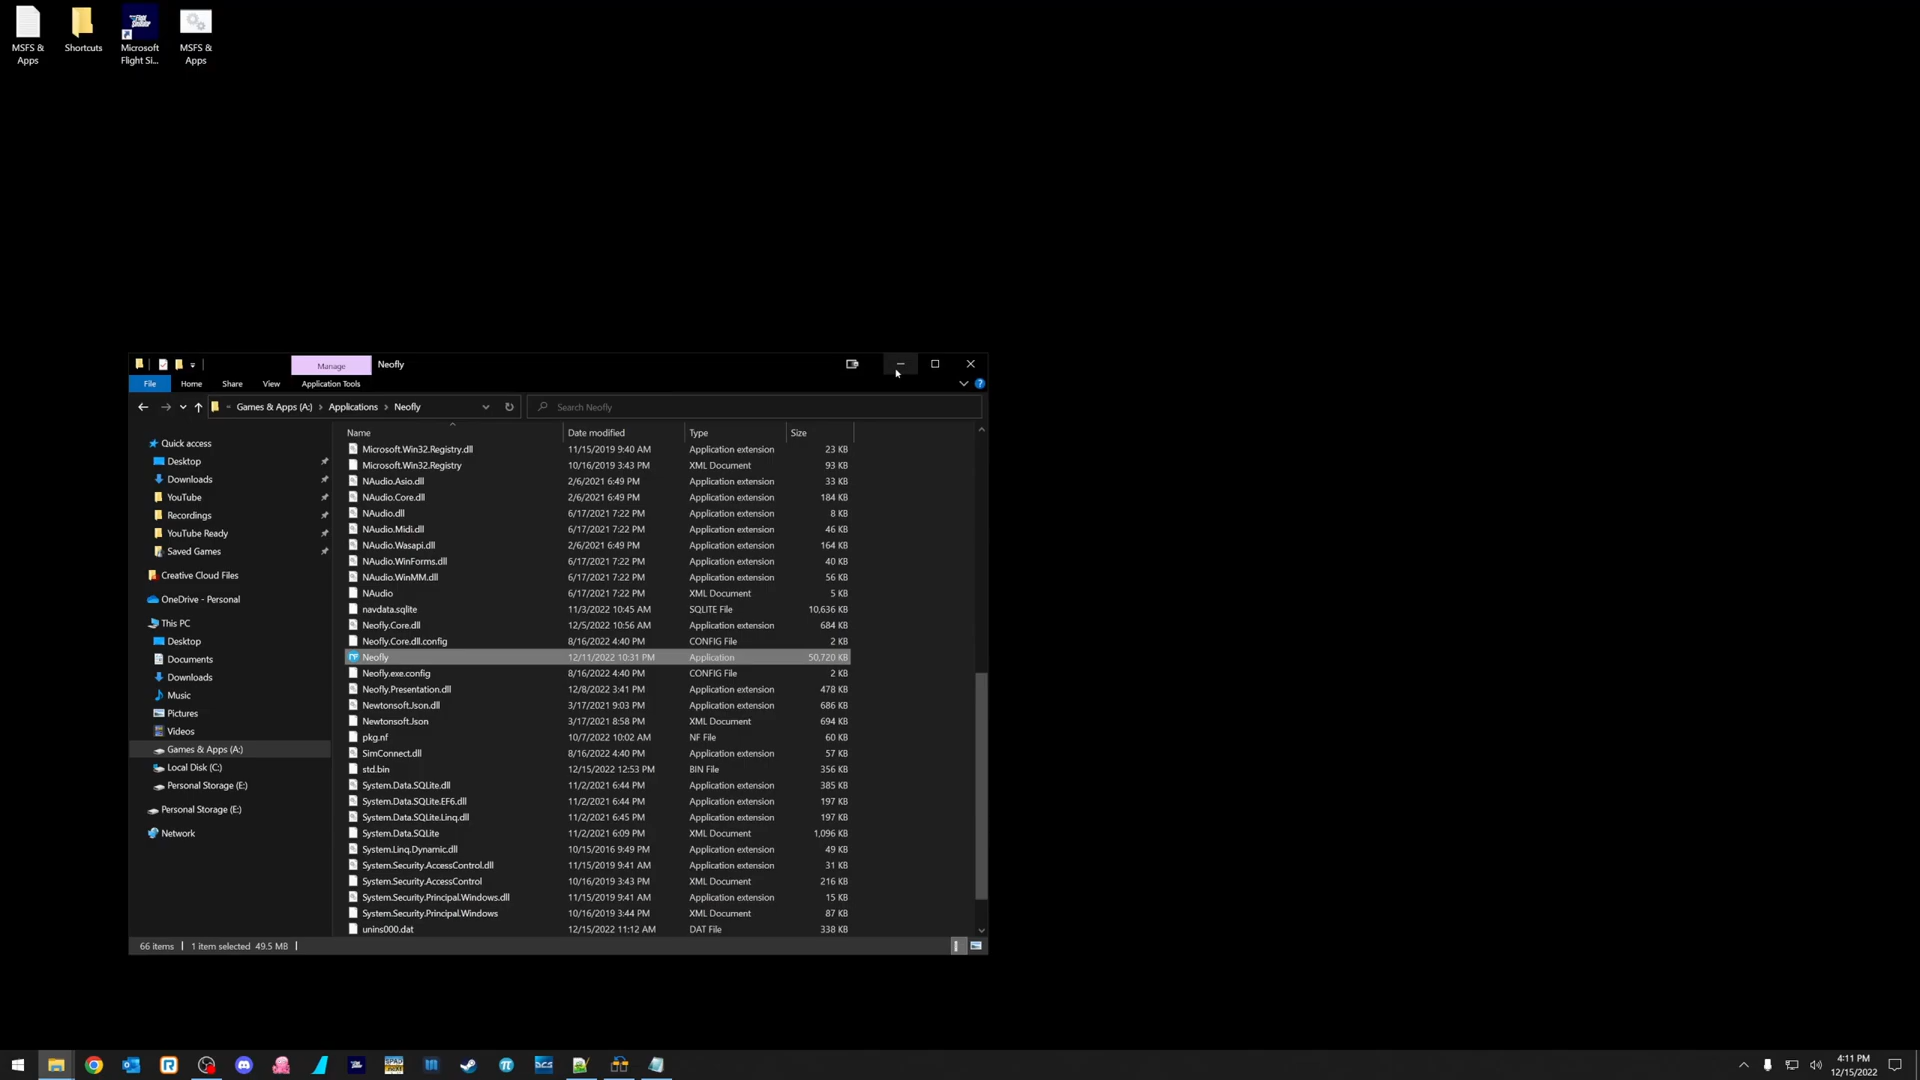 MSFS &
Apps
Shortcuts
Microsoft
Flight Si...
MSFS &
Apps
Manage
Neofly
File
Home
Share
View
Application Tools
Games & Apps (A:) › Applications › Neofly
Search Neofly
Quick access
Desktop
Downloads
YouTube
Recordings
YouTube Ready
Saved Games
Creative Cloud Files
OneDrive - Personal
This PC
Desktop
Documents
Downloads
Music
Pictures
Videos
Games & Apps (A:)
Local Disk (C:)
Personal Storage (E:)
Personal Storage (E:)
Network
Name Date modified Type Size
Microsoft.Win32.Registry.dll 11/15/2019 9:40 AM Application extension 23 KB
Microsoft.Win32.Registry 10/16/2019 3:43 PM XML Document 93 KB
NAudio.Asio.dll 2/6/2021 6:49 PM Application extension 33 KB
NAudio.Core.dll 2/6/2021 6:49 PM Application extension 184 KB
NAudio.dll 6/17/2021 7:22 PM Application extension 8 KB
NAudio.Midi.dll 6/17/2021 7:22 PM Application extension 46 KB
NAudio.Wasapi.dll 2/6/2021 6:49 PM Application extension 164 KB
NAudio.WinForms.dll 6/17/2021 7:22 PM Application extension 40 KB
NAudio.WinMM.dll 6/17/2021 7:22 PM Application extension 56 KB
NAudio 6/17/2021 7:22 PM XML Document 5 KB
navdata.sqlite 11/3/2022 10:45 AM SQLITE File 10,636 KB
Neofly.Core.dll 12/5/2022 10:56 AM Application extension 684 KB
Neofly.Core.dll.config 8/16/2022 4:40 PM CONFIG File 2 KB
Neofly 12/11/2022 10:31 PM Application 50,720 KB
Neofly.exe.config 8/16/2022 4:40 PM CONFIG File 2 KB
Neofly.Presentation.dll 12/8/2022 3:41 PM Application extension 478 KB
Newtonsoft.Json.dll 3/17/2021 9:03 PM Application extension 686 KB
Newtonsoft.Json 3/17/2021 8:58 PM XML Document 694 KB
pkg.nf 10/7/2022 10:02 AM NF File 60 KB
SimConnect.dll 8/16/2022 4:40 PM Application extension 57 KB
std.bin 12/15/2022 12:53 PM BIN File 356 KB
System.Data.SQLite.dll 11/2/2021 6:44 PM Application extension 385 KB
System.Data.SQLite.EF6.dll 11/2/2021 6:44 PM Application extension 197 KB
System.Data.SQLite.Linq.dll 11/2/2021 6:45 PM Application extension 197 KB
System.Data.SQLite 11/2/2021 6:09 PM XML Document 1,096 KB
System.Linq.Dynamic.dll 10/15/2016 9:49 PM Application extension 49 KB
System.Security.AccessControl.dll 11/15/2019 9:41 AM Application extension 31 KB
System.Security.AccessControl 10/16/2019 3:43 PM XML Document 216 KB
System.Security.Principal.Windows.dll 11/15/2019 9:41 AM Application extension 15 KB
System.Security.Principal.Windows 10/16/2019 3:44 PM XML Document 87 KB
unins000.dat 12/15/2022 11:12 AM DAT File 338 KB
66 items 1 item selected 49.5 MB
DCS
4:11 PM
12/15/2022